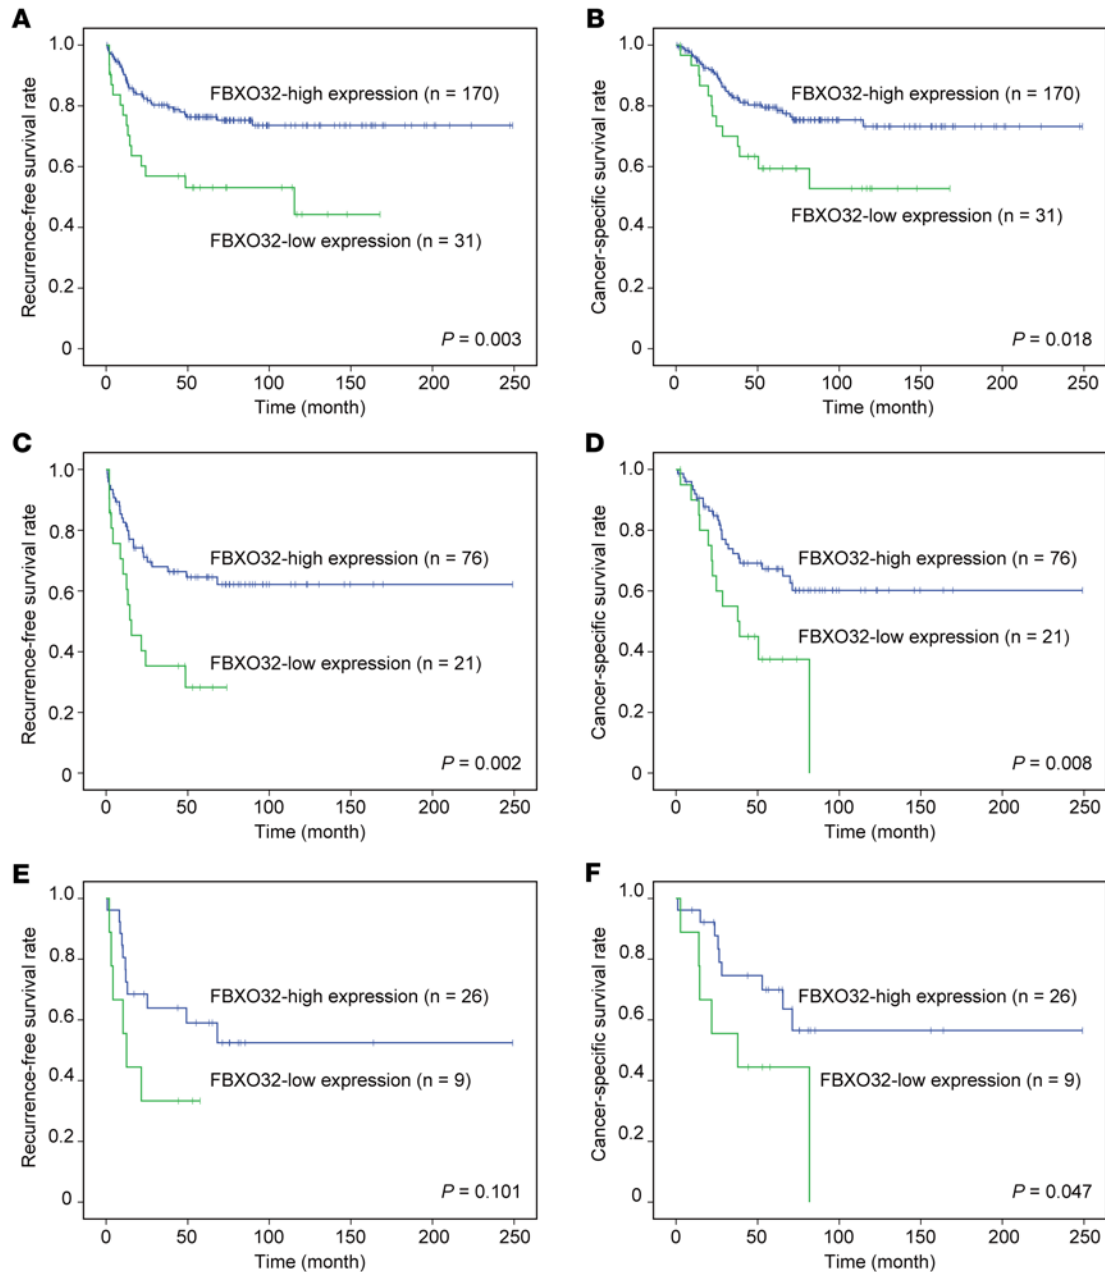 A
Recurrence-free survival rate
1.0
0.8
0.6
0.4
0.2
0
FBXO32-high expression (n = 170)
FBXO32-low expression (n = 31)
P = 0.003
0 50 100 150 200 250
Time (month)
B
Cancer-specific survival rate
1.0
0.8
0.6
0.4
0.2
0
FBXO32-high expression (n = 170)
FBXO32-low expression (n = 31)
P = 0.018
0 50 100 150 200 250
Time (month)
C
Recurrence-free survival rate
1.0
0.8
0.6
0.4
0.2
0
FBXO32-high expression (n = 76)
FBXO32-low expression (n = 21)
P = 0.002
0 50 100 150 200 250
Time (month)
D
Cancer-specific survival rate
1.0
0.8
0.6
0.4
0.2
0
FBXO32-high expression (n = 76)
FBXO32-low expression (n = 21)
P = 0.008
0 50 100 150 200 250
Time (month)
E
Recurrence-free survival rate
1.0
0.8
0.6
0.4
0.2
0
FBXO32-high expression (n = 26)
FBXO32-low expression (n = 9)
P = 0.101
0 50 100 150 200 250
Time (month)
F
Cancer-specific survival rate
1.0
0.8
0.6
0.4
0.2
0
FBXO32-high expression (n = 26)
FBXO32-low expression (n = 9)
P = 0.047
0 50 100 150 200 250
Time (month)